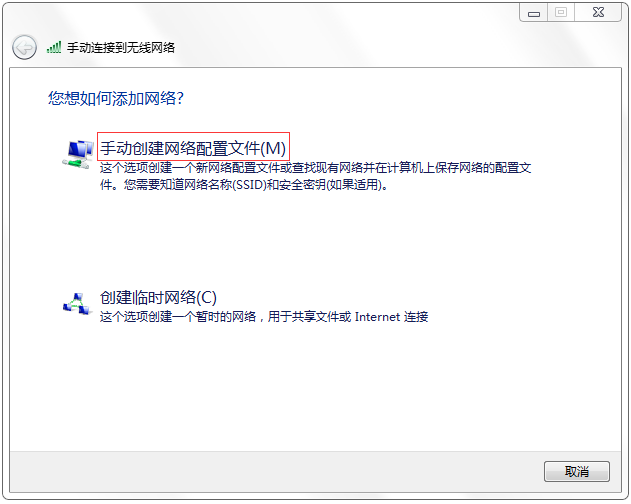 手动连接到无线网络
您想如何添加网络?
手动创建网络配置文件(M)
这个选项创建一个新网络配置文件或查找现有网络并在计算机上保存网络的配置文
件。您需要知道网络名称(SSID)和安全密钥(如果适用)。
创建临时网络(C)
这个选项创建一个暂时的网络，用于共享文件或 Internet 连接
取消